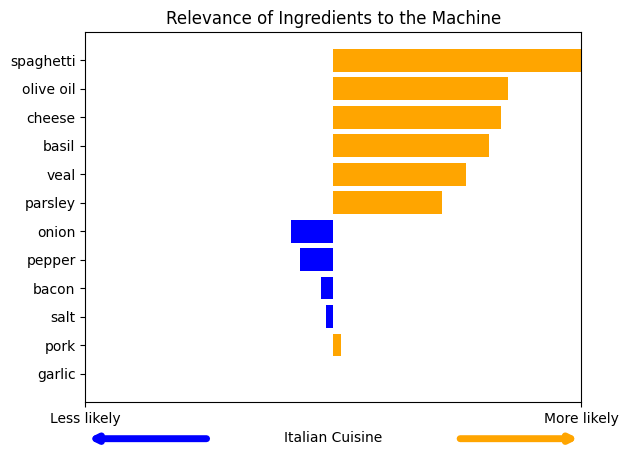 Relevance of Ingredients to the Machine
spaghetti
olive oil
cheese
basil
veal
parsley
onion
pepper
bacon
salt
pork
garlic
Less likely
More likely
Italian Cuisine